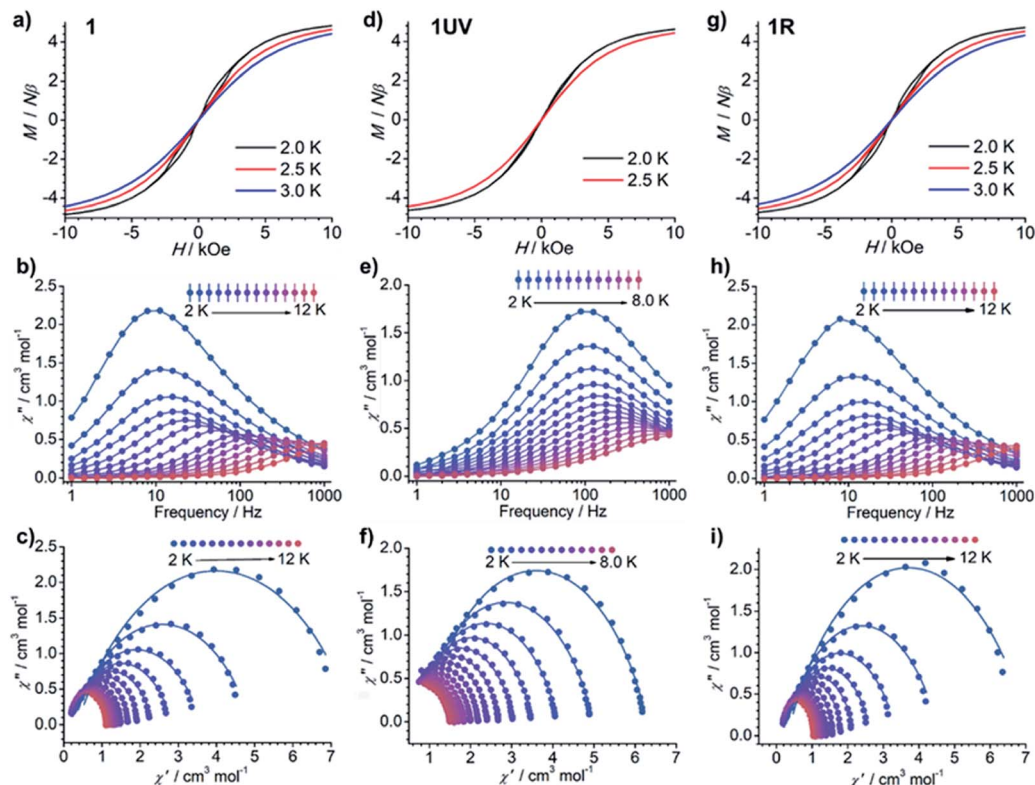 a) 1
M / Nβ
4
2
0
-2
-4
2.0 K
2.5 K
3.0 K
-10 -5 0 5 10
H / kOe
d) 1UV
M / Nβ
4
2
0
-2
-4
2.0 K
2.5 K
-10 -5 0 5 10
H / kOe
g) 1R
M / Nβ
4
2
0
-2
-4
2.0 K
2.5 K
3.0 K
-10 -5 0 5 10
H / kOe
b)
χ" / cm³ mol⁻¹
2.5
2.0
1.5
1.0
0.5
0.0
2 K 12 K
1 10 100 1000
Frequency / Hz
e)
χ" / cm³ mol⁻¹
2.0
1.5
1.0
0.5
0.0
2 K 8.0 K
1 10 100 1000
Frequency / Hz
h)
χ" / cm³ mol⁻¹
2.5
2.0
1.5
1.0
0.5
0.0
2 K 12 K
1 10 100 1000
Frequency / Hz
c)
χ" / cm³ mol⁻¹
2.5
2.0
1.5
1.0
0.5
0.0
2 K 12 K
0 1 2 3 4 5 6 7
χ′ / cm³ mol⁻¹
f)
χ" / cm³ mol⁻¹
2.0
1.5
1.0
0.5
0.0
2 K 8.0 K
1 2 3 4 5 6 7
χ′ / cm³ mol⁻¹
i)
χ" / cm³ mol⁻¹
2.0
1.5
1.0
0.5
0.0
2 K 12 K
0 1 2 3 4 5 6 7
χ′ / cm³ mol⁻¹